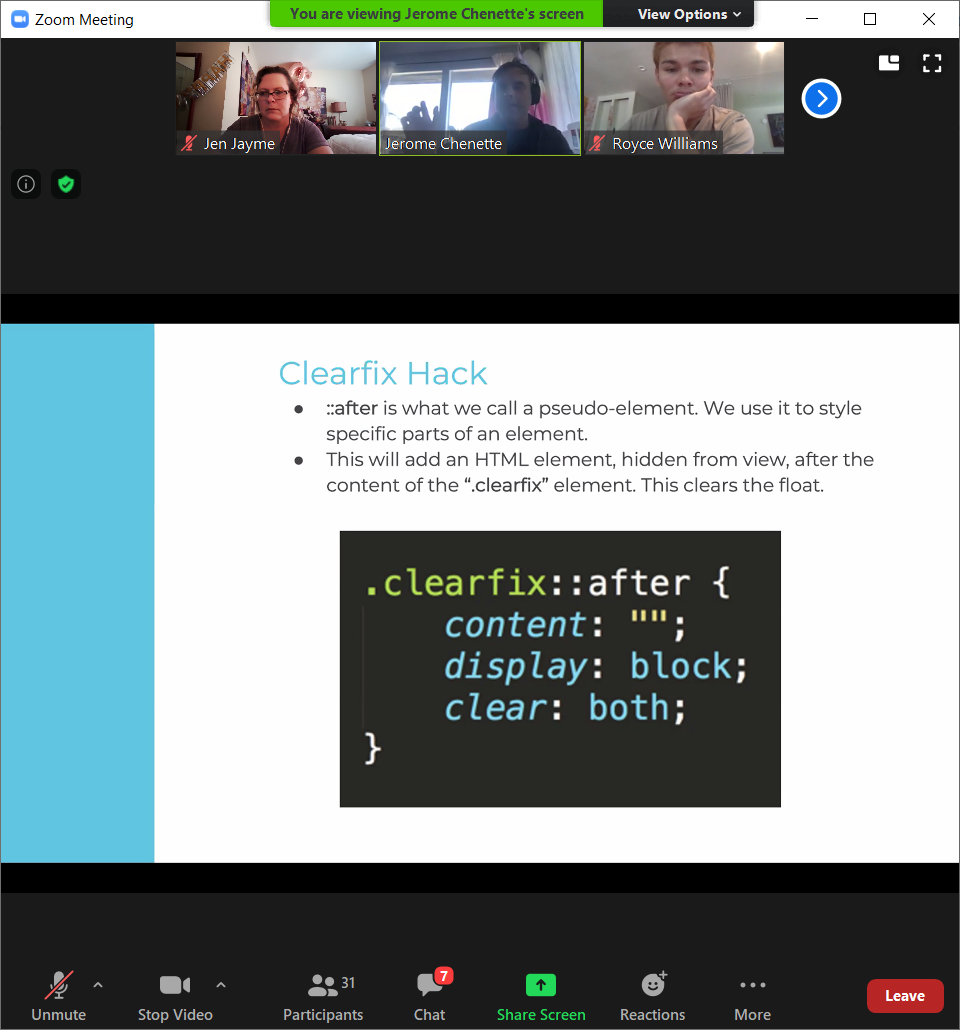 Zoom Meeting
You are viewing Jerome Chenette's screen
View Options
Jen Jayme
Jerome Chenette
Royce Williams
Clearfix Hack
● ::after is what we call a pseudo-element. We use it to style
specific parts of an element.
● This will add an HTML element, hidden from view, after the
content of the “.clearfix” element. This clears the float.
.clearfix::after {
content: "";
display: block;
clear: both;
}
Unmute
Stop Video
31
Participants
7
Chat
Share Screen
Reactions
More
Leave